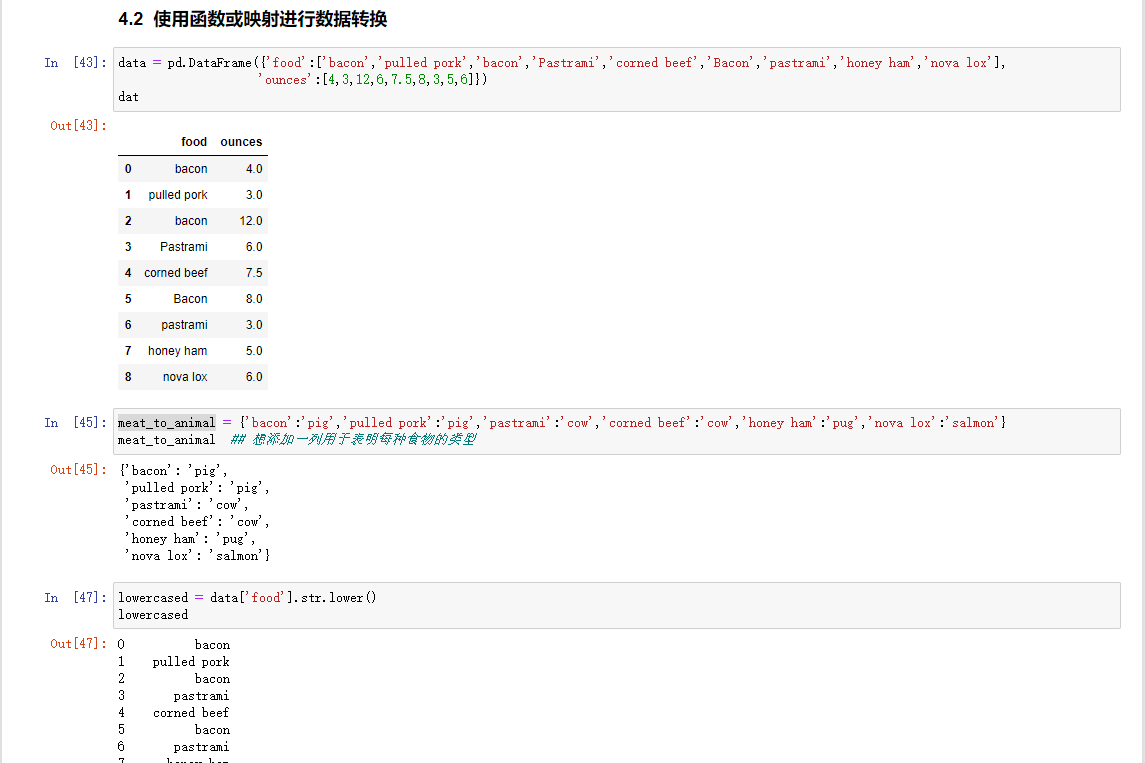 4.2 使用函数或映射进行数据转换
In [43]: data = pd.DataFrame({'food':['bacon','pulled pork','bacon','Pastrami','corned beef','Bacon','pastrami','honey ham','nova lox'],
'ounces':[4,3,12,6,7.5,8,3,5,6]})
dat
Out[43]:
food ounces
0 bacon 4.0
1 pulled pork 3.0
2 bacon 12.0
3 Pastrami 6.0
4 corned beef 7.5
5 Bacon 8.0
6 pastrami 3.0
7 honey ham 5.0
8 nova lox 6.0
In [45]: meat_to_animal = {'bacon':'pig','pulled pork':'pig','pastrami':'cow','corned beef':'cow','honey ham':'pug','nova lox':'salmon'}
meat_to_animal ## 想添加一列用于表明每种食物的类型
Out[45]: {'bacon': 'pig',
'pulled pork': 'pig',
'pastrami': 'cow',
'corned beef': 'cow',
'honey ham': 'pug',
'nova lox': 'salmon'}
In [47]: lowercased = data['food'].str.lower()
lowercased
Out[47]: 0 bacon
1 pulled pork
2 bacon
3 pastrami
4 corned beef
5 bacon
6 pastrami